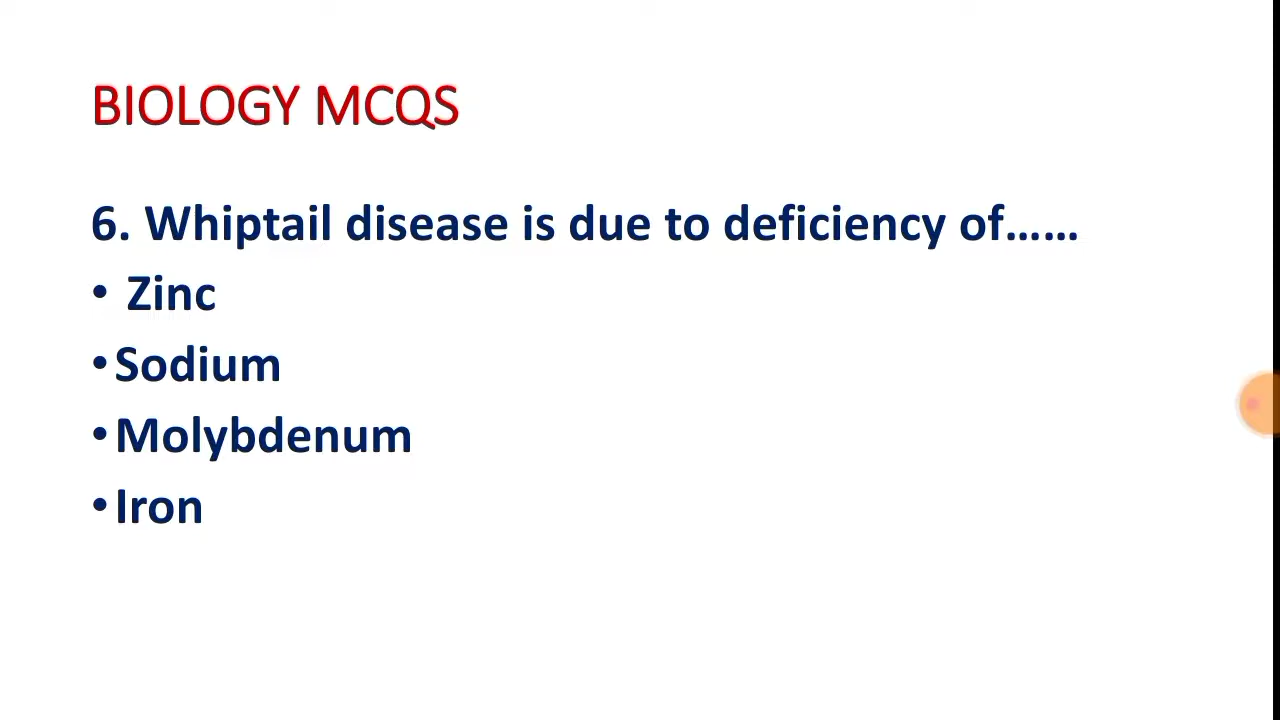 BIOLOGY MCQS
6. Whiptail disease is due to deficiency of……
• Zinc
• Sodium
• Molybdenum
• Iron